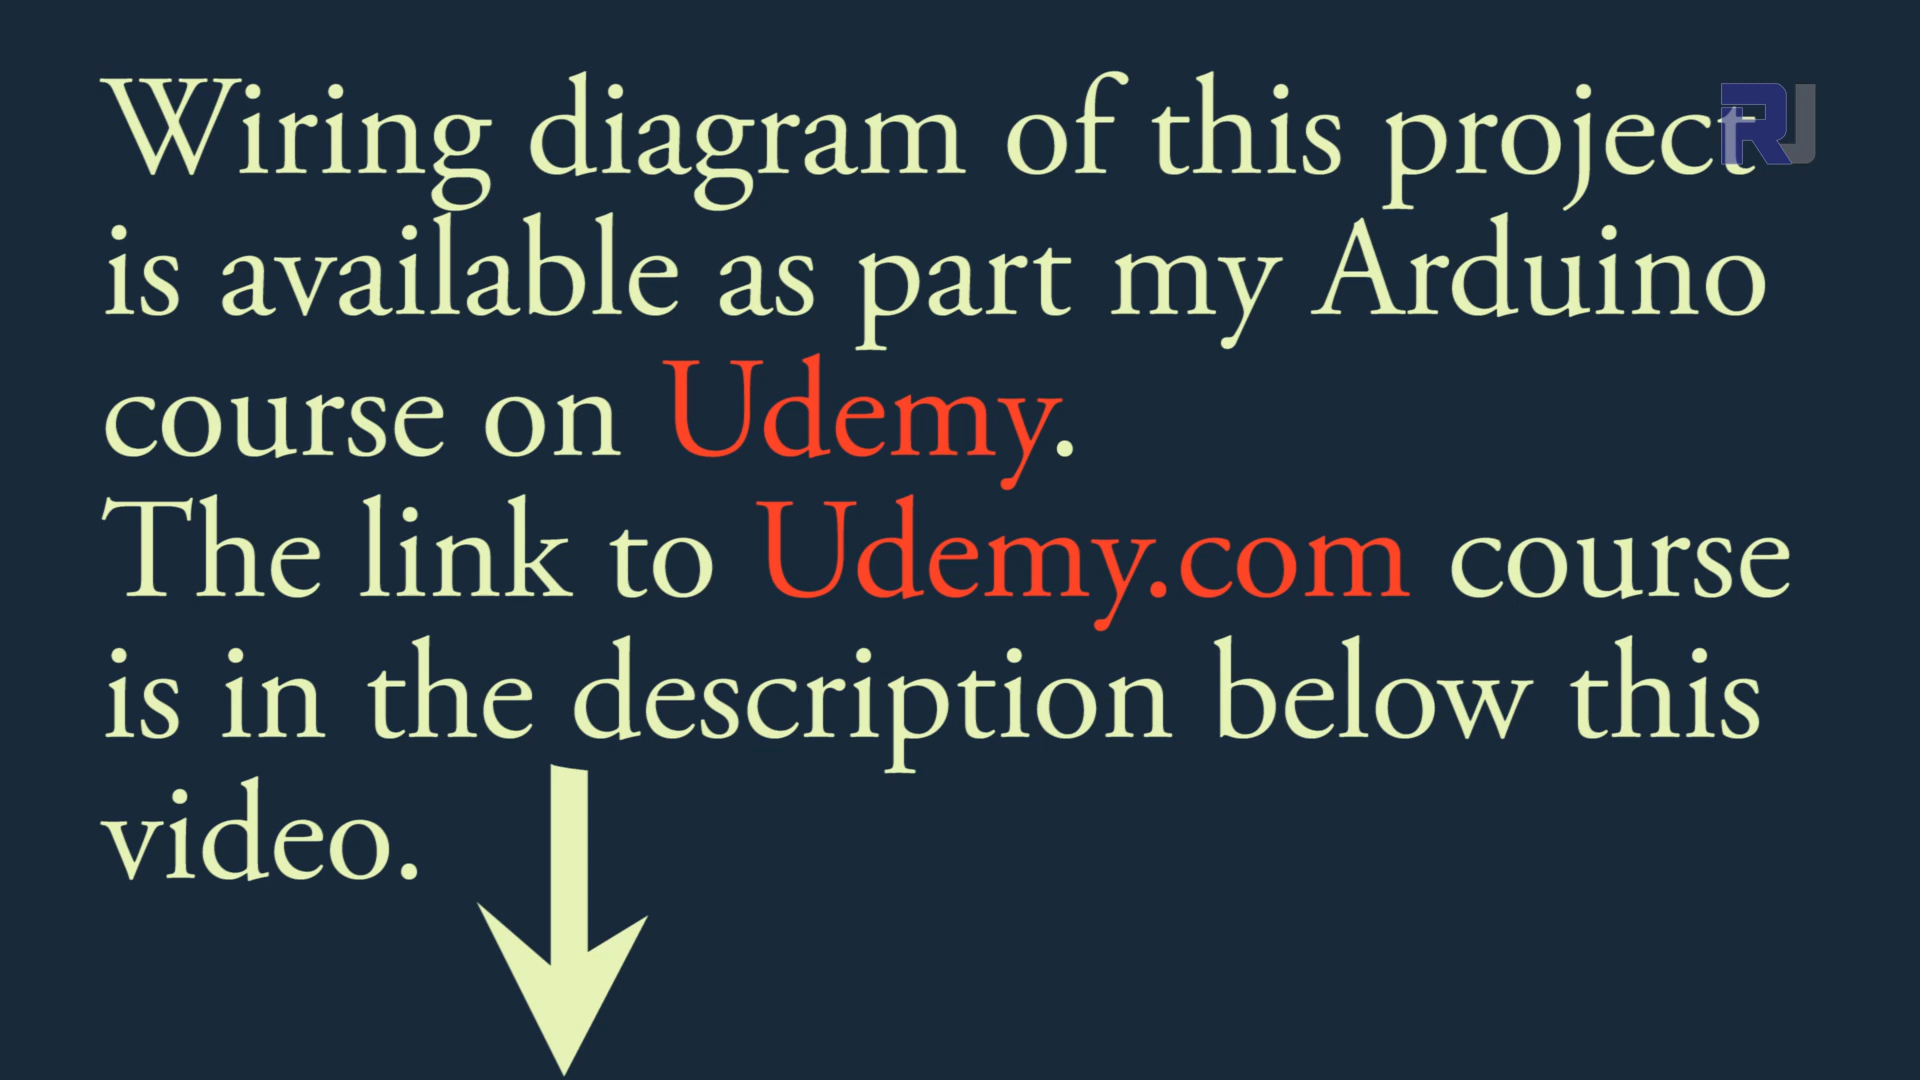 Wiring diagram of this project
RJ
is available as part my Arduino
course on Udemy.
The link to Udemy.com course
is in the description below this
video.